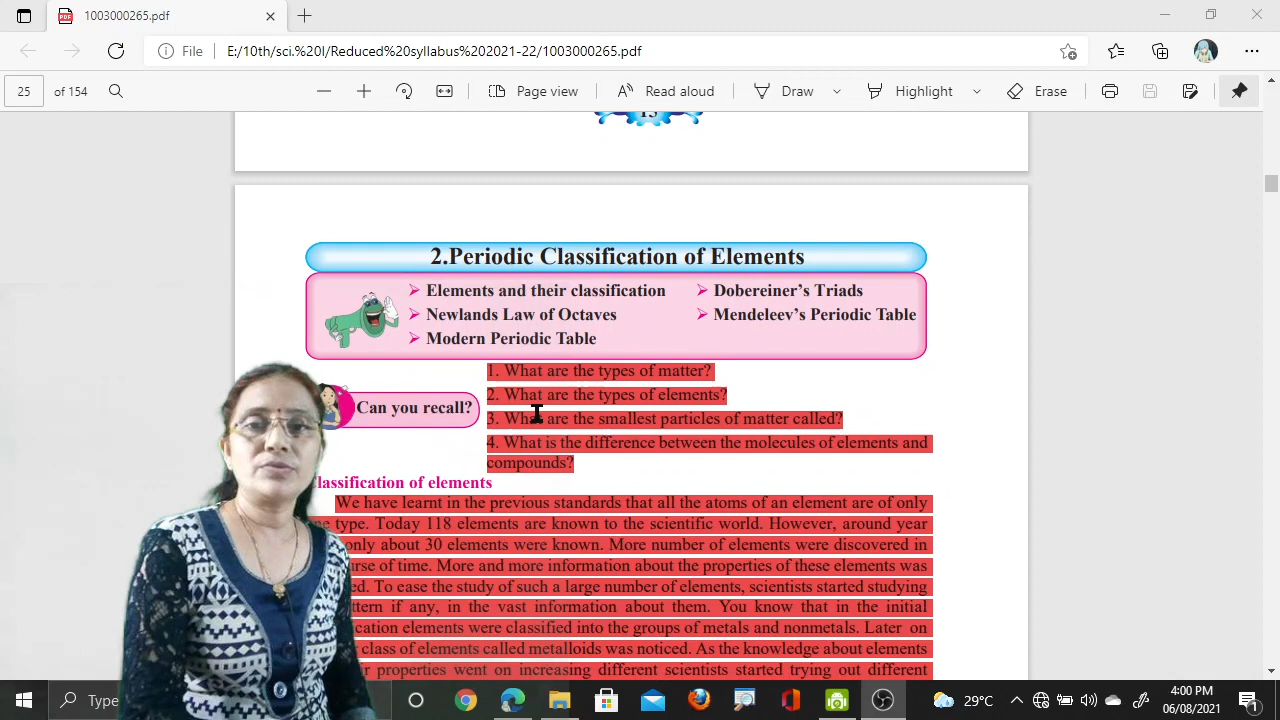 1003000265.pdf
File
E:/10th/sci.%20I/Reduced%20syllabus%202021-22/1003000265.pdf
25 of 154
Page view
Read aloud
Draw
Highlight
Erase
2.Periodic Classification of Elements
Elements and their classification
Dobereiner's Triads
Newlands Law of Octaves
Mendeleev's Periodic Table
Modern Periodic Table
Can you recall?
1. What are the types of matter?
2. What are the types of elements?
3. What are the smallest particles of matter called?
4. What is the difference between the molecules of elements and
compounds?
lassification of elements
We have learnt in the previous standards that all the atoms of an element are of only
type. Today 118 elements are known to the scientific world. However, around year
only about 30 elements were known. More number of elements were discovered in
of time. More and more information about the properties of these elements was
To ease the study of such a large number of elements, scientists started studying
if any, in the vast information about them. You know that in the initial
elements were classified into the groups of metals and nonmetals. Later on
class of elements called metalloids was noticed. As the knowledge about elements
properties went on increasing different scientists started trying out different
Type
29°C
4:00 PM
06/08/2021
1